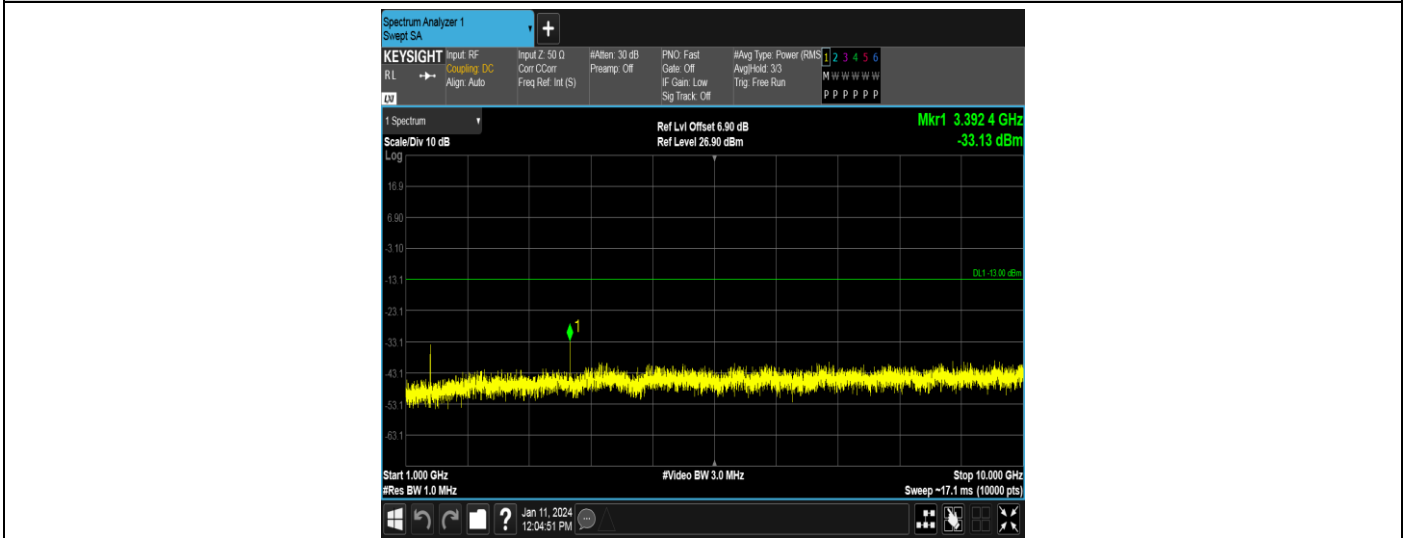 Spectrum Analyzer 1
Swept SA
+
KEYSIGHT
RL
LXI
Input: RF
Coupling: DC
Align: Auto
Input Z: 50 Ω
Corr CCorr
Freq Ref: Int (S)
#Atten: 30 dB
Preamp: Off
PNO: Fast
Gate: Off
IF Gain: Low
Sig Track: Off
#Avg Type: Power (RMS
Avg|Hold: 3/3
Trig: Free Run
1 2 3 4 5 6
M W W W W W
P P P P P P
1 Spectrum
Scale/Div 10 dB
Ref Lvl Offset 6.90 dB
Ref Level 26.90 dBm
Mkr1 3.392 4 GHz
-33.13 dBm
Log
16.9
6.90
-3.10
DL1 -13.00 dBm
-13.1
-23.1
1
-33.1
-43.1
-53.1
-63.1
Start 1.000 GHz
#Video BW 3.0 MHz
Stop 10.000 GHz
#Res BW 1.0 MHz
Sweep ~17.1 ms (10000 pts)
?
Jan 11, 2024
12:04:51 PM